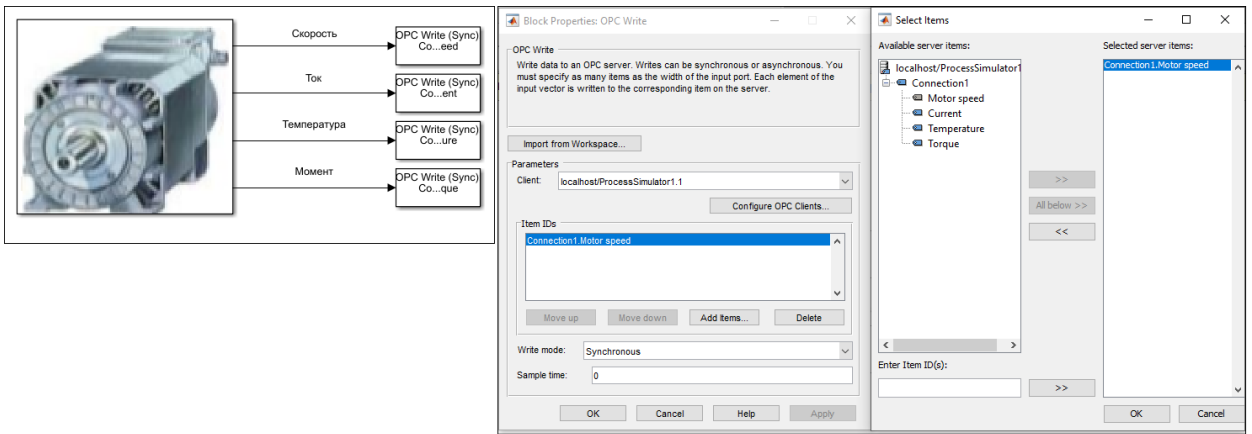 Скорость
OPC Write (Sync)
Co...eed
Ток
OPC Write (Sync)
Co...ent
Температура
OPC Write (Sync)
Co...ure
Момент
OPC Write (Sync)
Co...que
Block Properties: OPC Write
OPC Write
Write data to an OPC server. Writes can be synchronous or asynchronous. You
must specify as many items as the width of the input port. Each element of the
input vector is written to the corresponding item on the server.
Import from Workspace...
Parameters
Client: localhost/ProcessSimulator1.1
Configure OPC Clients...
Item IDs
Connection1.Motor speed
Move up Move down Add Items... Delete
Write mode: Synchronous
Sample time: 0
OK Cancel Help Apply
Select Items
Available server items: Selected server items:
localhost/ProcessSimulator1
Connection1
Motor speed
Current
Temperature
Torque
Connection1.Motor speed
>>
All below >>
<<
Enter Item ID(s):
>>
OK Cancel